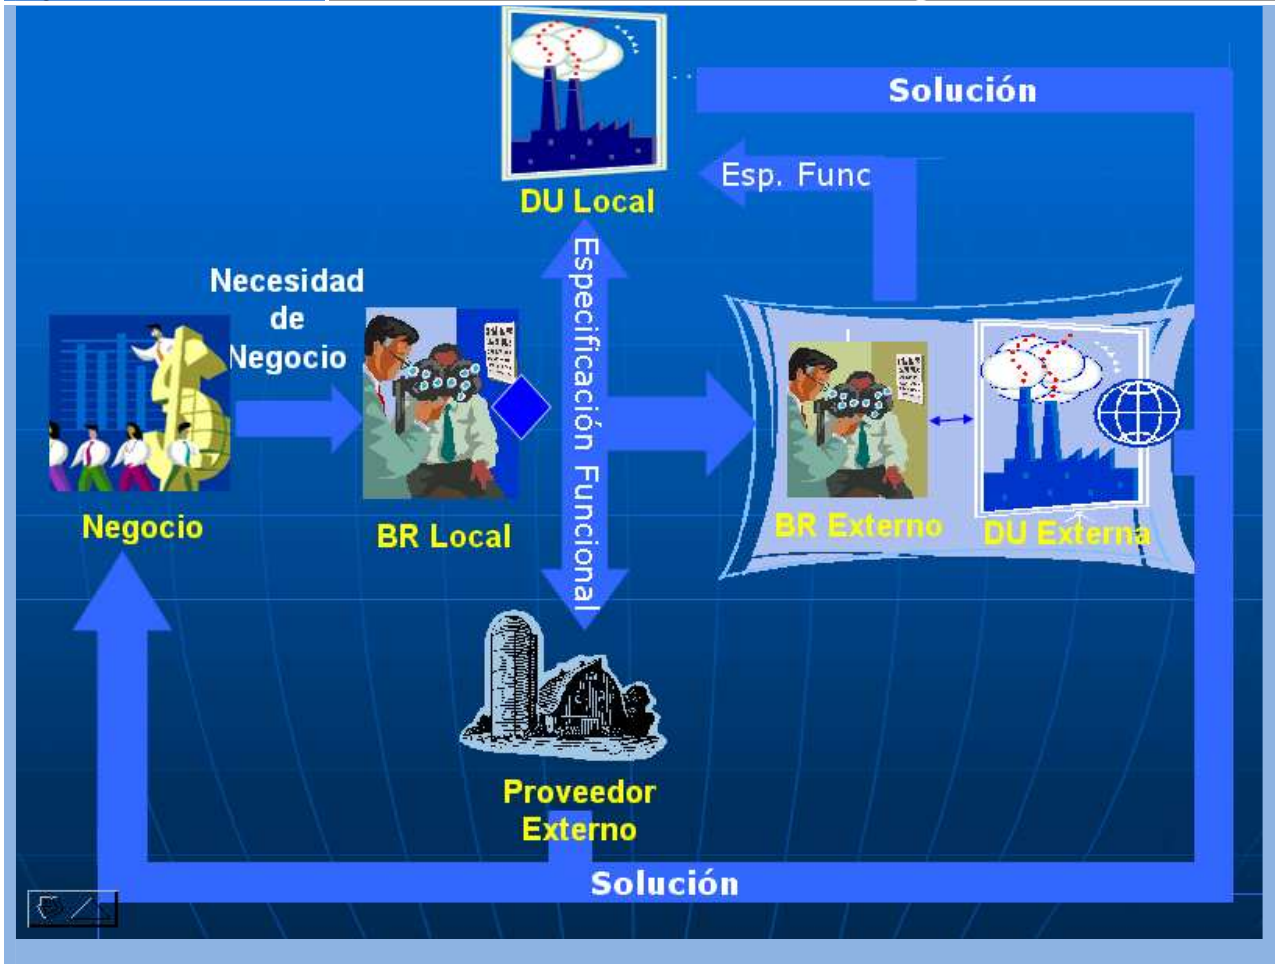 Solución
Esp. Func
DU Local
Especificación Funcional
Necesidad
de
Negocio
Negocio
BR Local
BR Externo
DU Externa
Proveedor
Externo
Solución